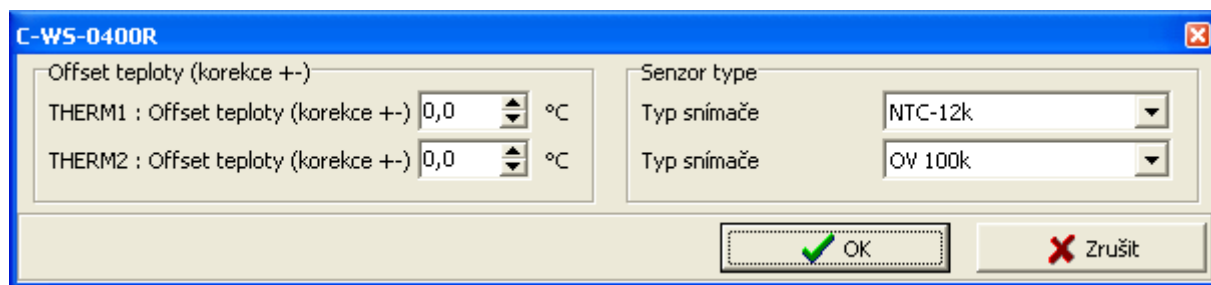 C-WS-0400R
Offset teploty (korekce +-)
THERM1 : Offset teploty (korekce +-) 0,0 °C
THERM2 : Offset teploty (korekce +-) 0,0 °C
Senzor type
Typ snímače NTC-12k
Typ snímače OV 100k
OK
Zrušit